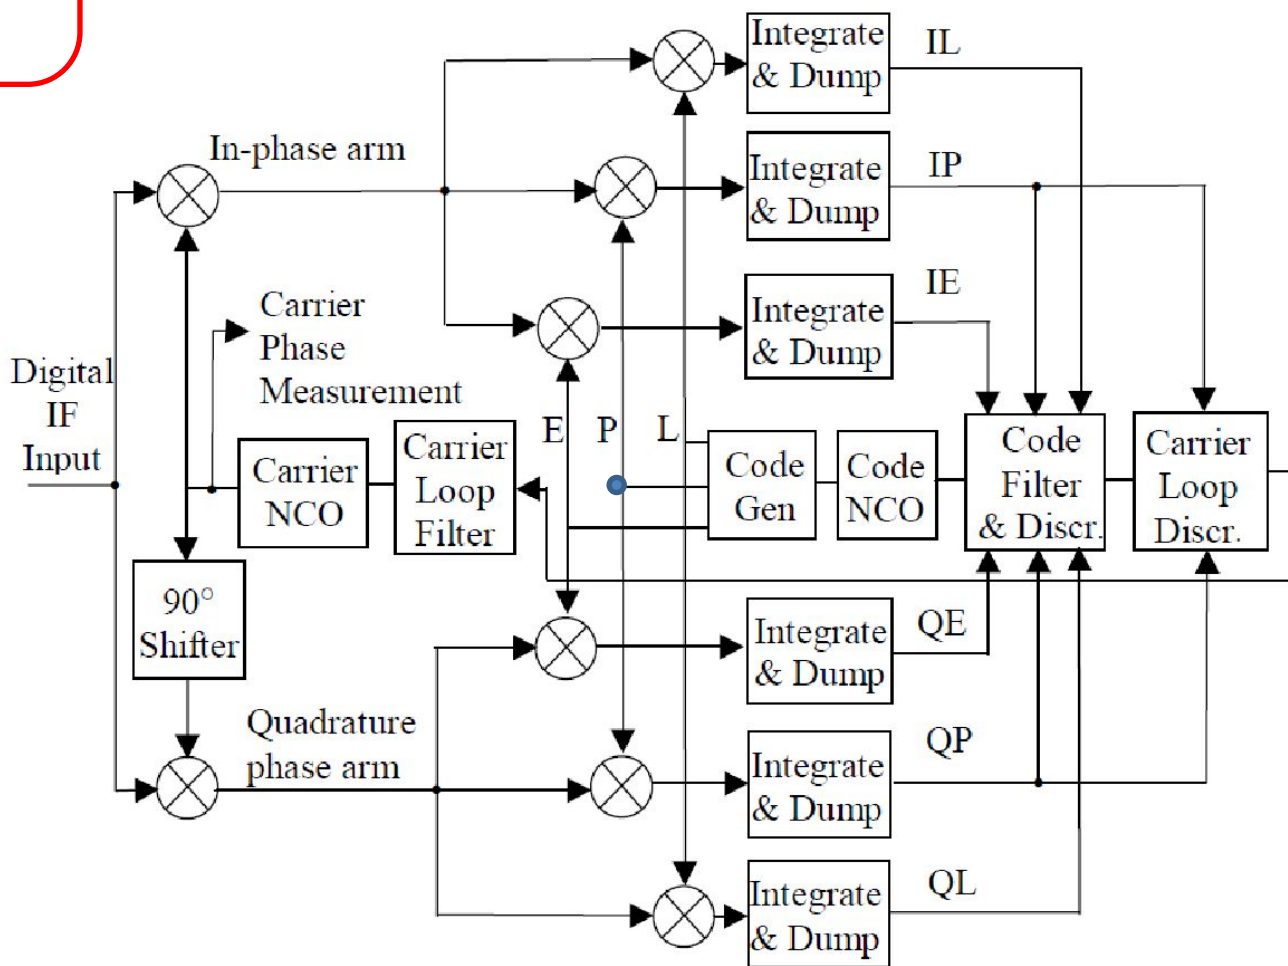 Integrate
& Dump
IL
In-phase arm
Integrate
& Dump
IP
Carrier
Phase
Measurement
Integrate
& Dump
IE
Digital
IF
Input
Carrier
NCO
Carrier
Loop
Filter
E
P
L
Code
Gen
Code
NCO
Code
Filter
& Discr.
Carrier
Loop
Discr.
90°
Shifter
Integrate
& Dump
QE
Quadrature
phase arm
Integrate
& Dump
QP
Integrate
& Dump
QL